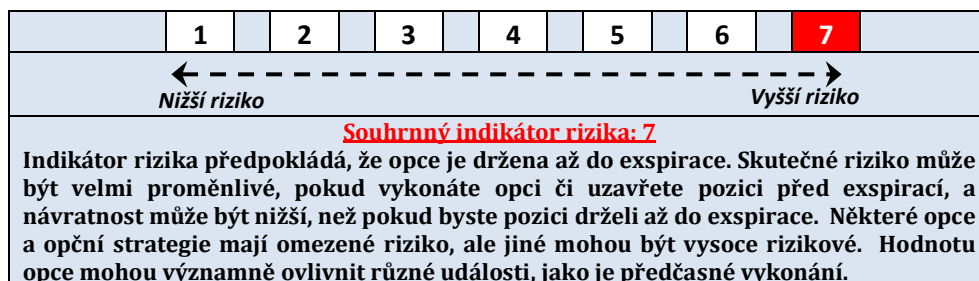 1 2 3 4 5 6 7
Nižší riziko Vyšší riziko
Souhrnný indikátor rizika: 7
Indikátor rizika předpokládá, že opce je držena až do exspirace. Skutečné riziko může
být velmi proměnlivé, pokud vykonáte opci či uzavřete pozici před exspirací, a
návratnost může být nižší, než pokud byste pozici drželi až do exspirace. Některé opce
a opční strategie mají omezené riziko, ale jiné mohou být vysoce rizikové. Hodnotu
opce mohou významně ovlivnit různé události, jako je předčasné vykonání.